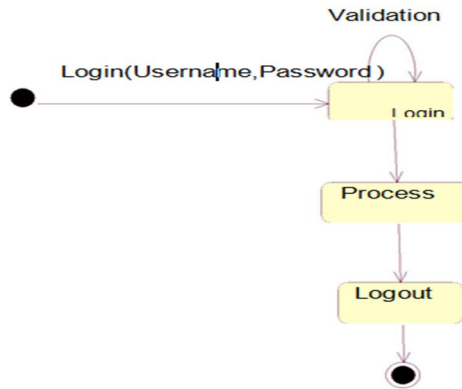 Validation
Login(Username,Password )
Login
Process
Logout